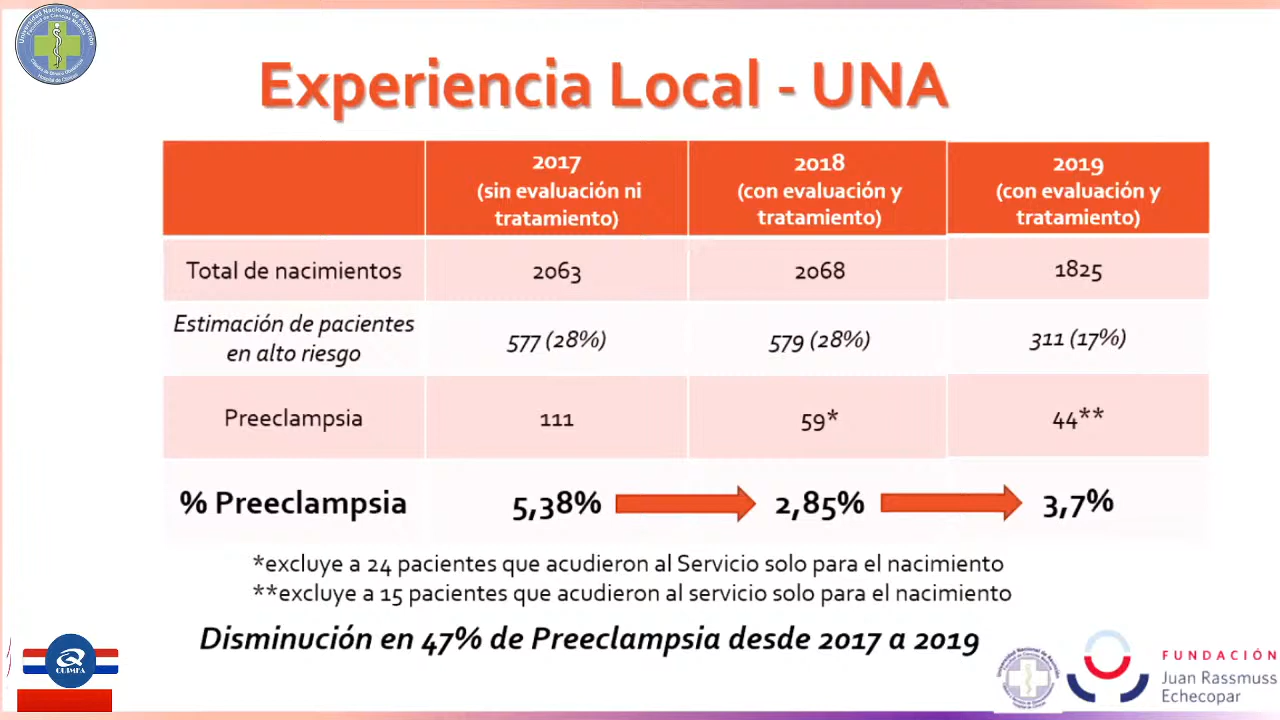 Experiencia Local - UNA
2017
(sin evaluación ni
tratamiento)
2018
(con evaluación y
tratamiento)
2019
(con evaluación y
tratamiento)
Total de nacimientos
2063
2068
1825
Estimación de pacientes
en alto riesgo
577 (28%)
579 (28%)
311 (17%)
Preeclampsia
111
59*
44**
% Preeclampsia
5,38%
2,85%
3,7%
*excluye a 24 pacientes que acudieron al Servicio solo para el nacimiento
**excluye a 15 pacientes que acudieron al servicio solo para el nacimiento
Disminución en 47% de Preeclampsia desde 2017 a 2019
QUIMFA
FUNDACIÓN
Juan Rassmuss
Echecopar